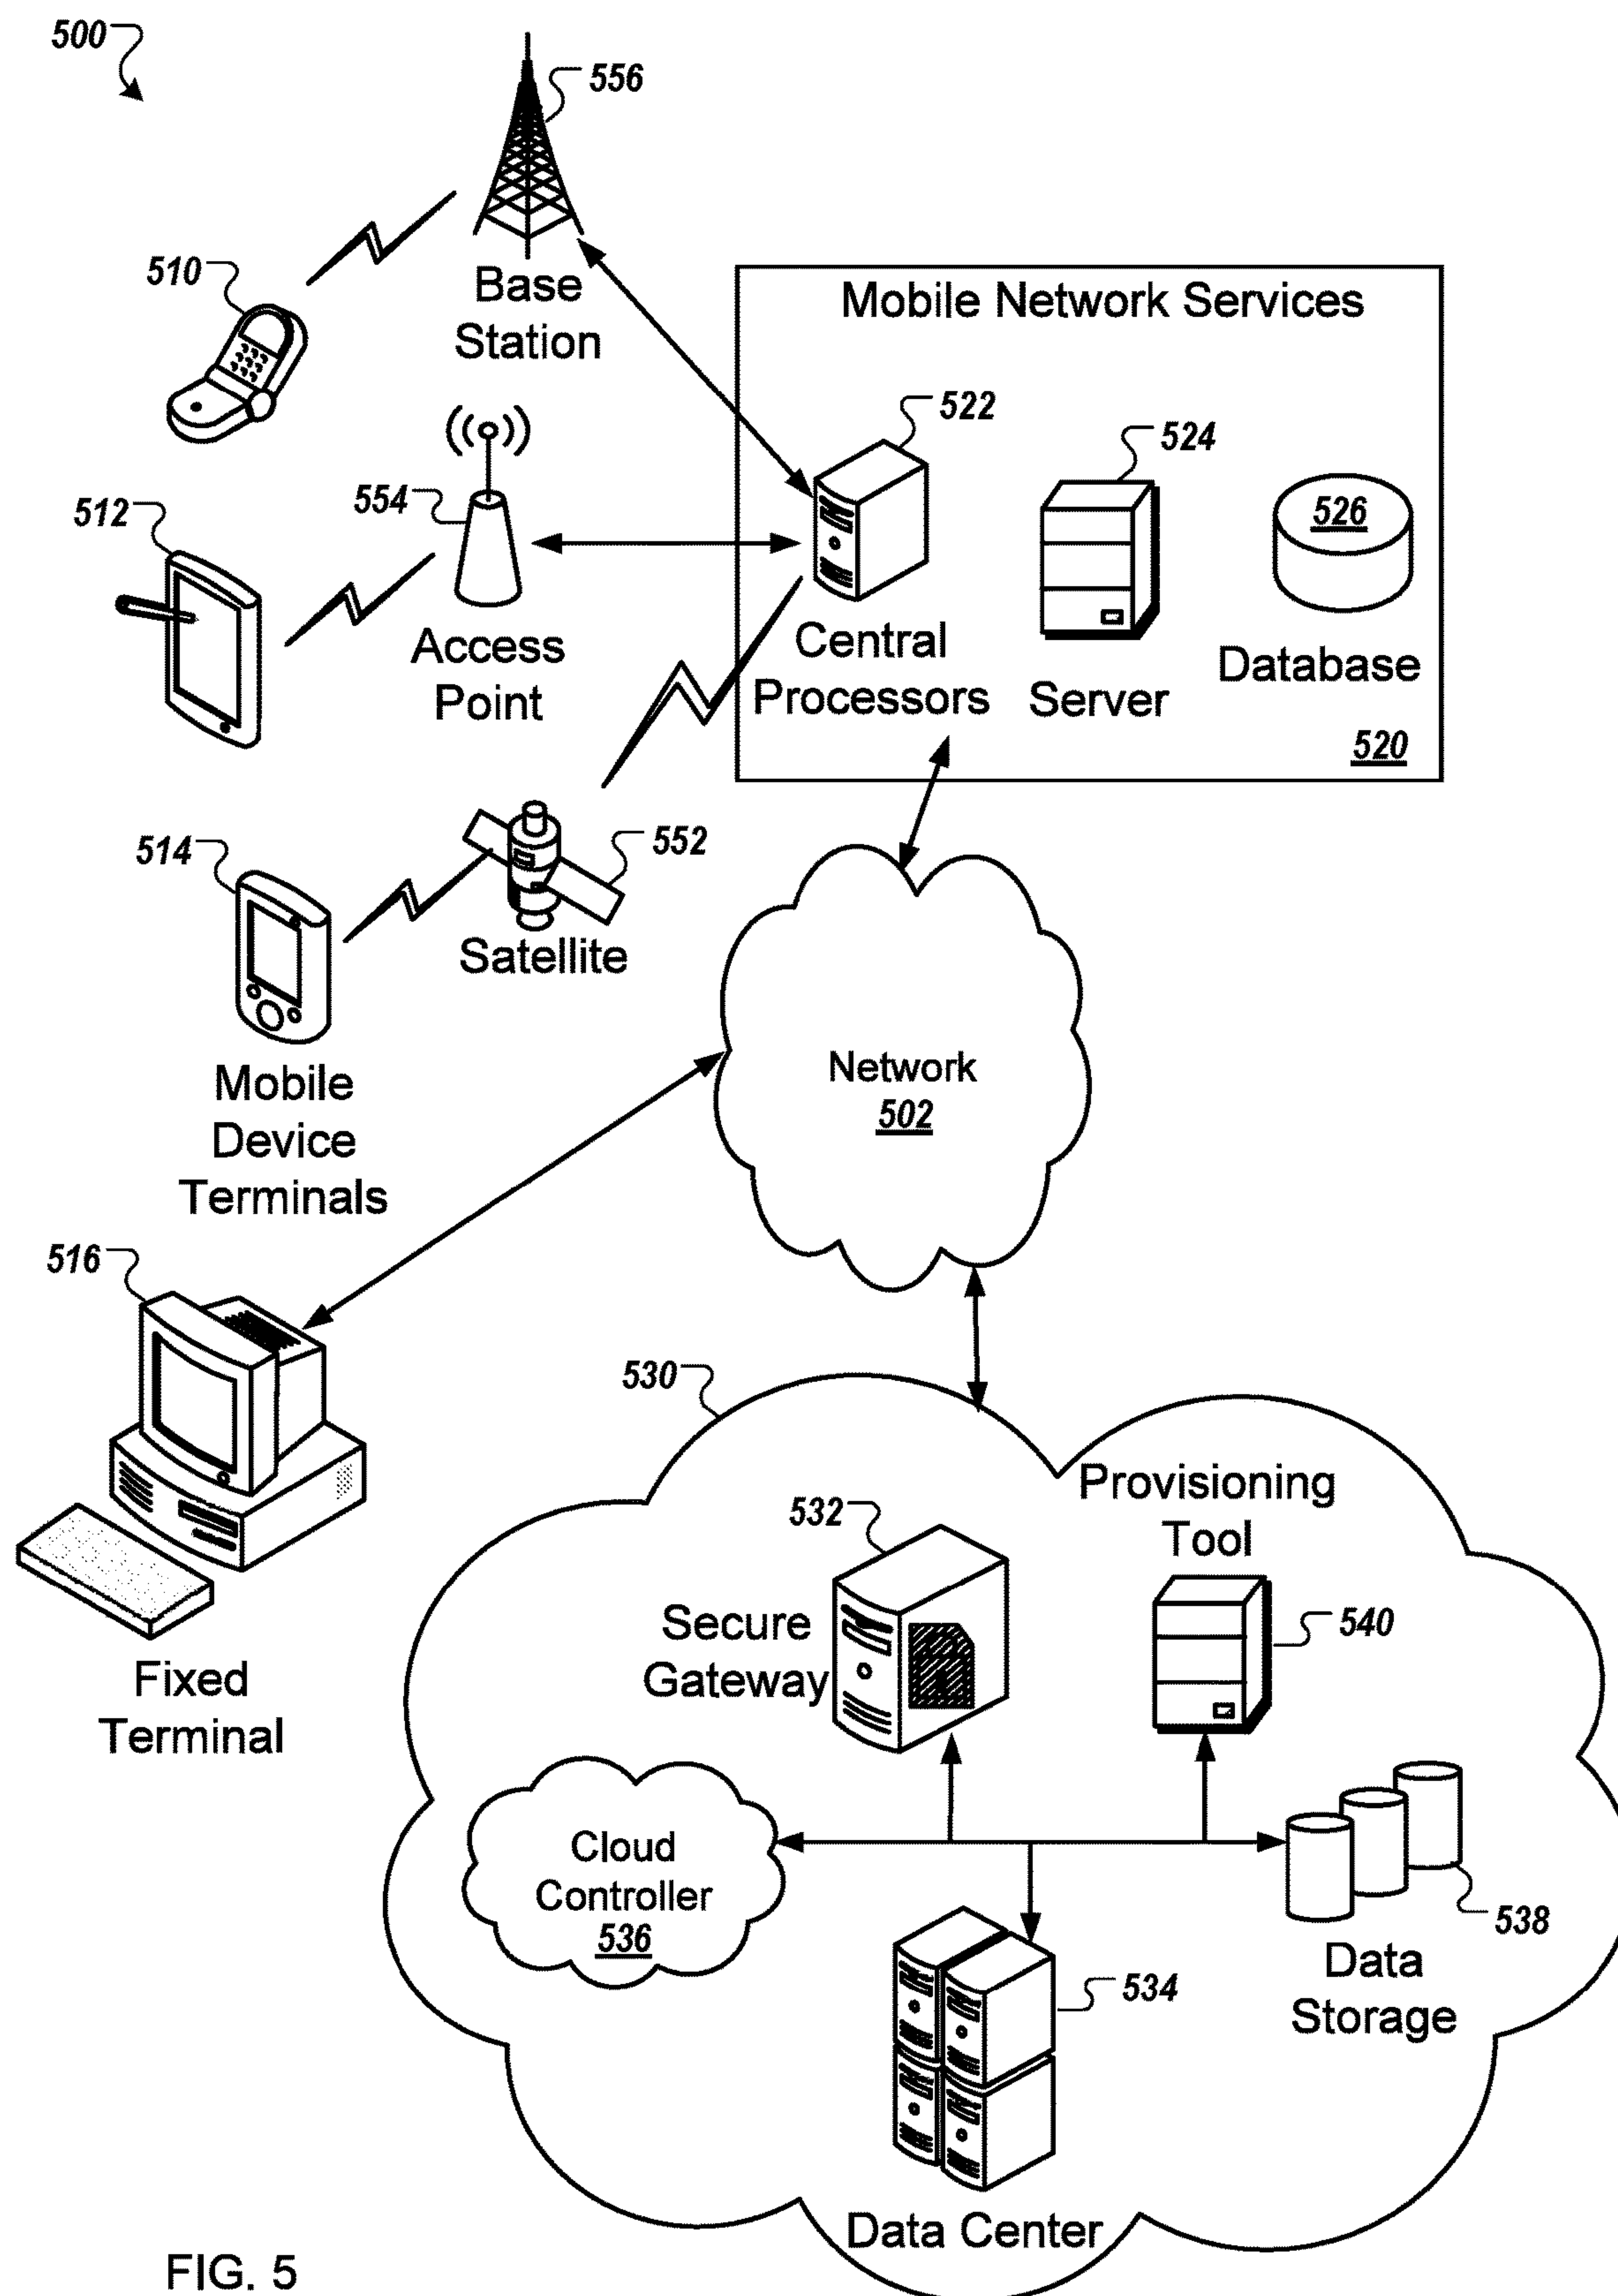 500
556
510
Base
Station
Mobile Network Services
522
524
526
554
512
Access
Point
Central
Processors
Server
Database
520
514
552
Satellite
Mobile
Device
Terminals
Network
502
516
530
Provisioning
Tool
532
Secure
Gateway
540
Fixed
Terminal
Cloud
Controller
536
538
Data
Storage
534
Data Center
FIG. 5